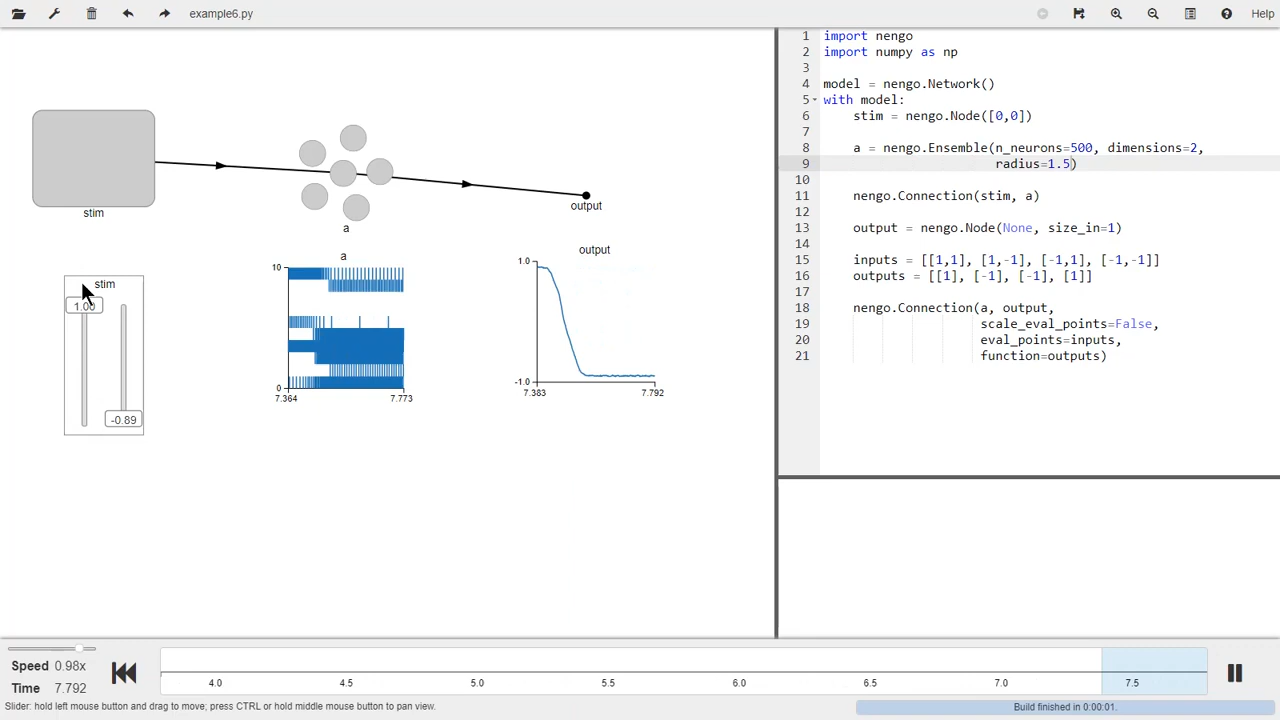 example6.py
Help
1 import nengo
2 import numpy as np
3
4 model = nengo.Network()
5 with model:
6 stim = nengo.Node([0,0])
7
8 a = nengo.Ensemble(n_neurons=500, dimensions=2,
9 radius=1.5)
10
11 nengo.Connection(stim, a)
12
13 output = nengo.Node(None, size_in=1)
14
15 inputs = [[1,1], [1,-1], [-1,1], [-1,-1]]
16 outputs = [[1], [-1], [-1], [1]]
17
18 nengo.Connection(a, output,
19 scale_eval_points=False,
20 eval_points=inputs,
21 function=outputs)
stim
a
output
stim
1.00
-0.89
a
10
0
7.364 7.773
output
1.0
-1.0
7.383 7.792
Speed 0.98x
Time 7.792
4.0 4.5 5.0 5.5 6.0 6.5 7.0 7.5
Slider: hold left mouse button and drag to move; press CTRL or hold middle mouse button to pan view.
Build finished in 0:00:01.